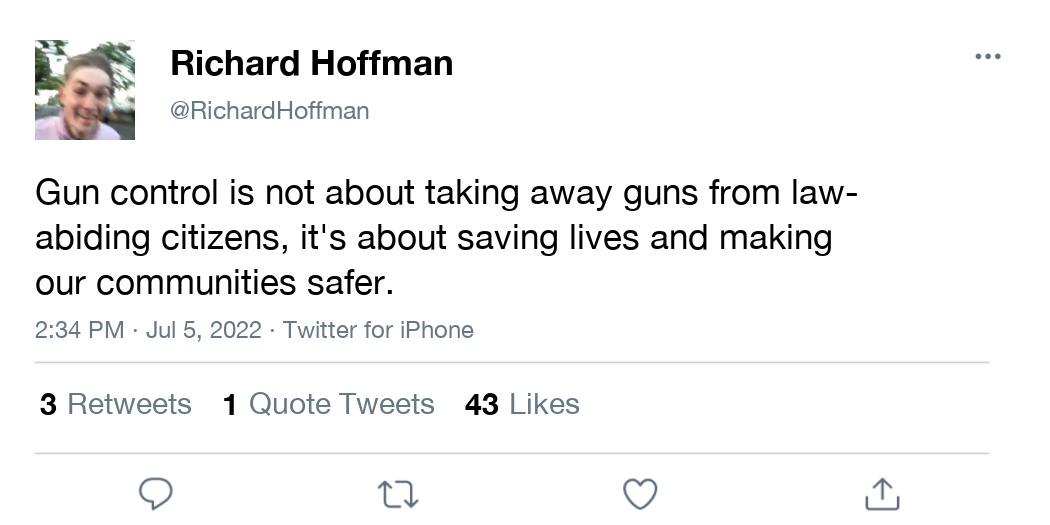 Richard Hoffman
@RichardHoffman
Gun control is not about taking away guns from law-
abiding citizens, it's about saving lives and making
our communities safer.
2:34 PM · Jul 5, 2022 · Twitter for iPhone
3 Retweets 1 Quote Tweets 43 Likes